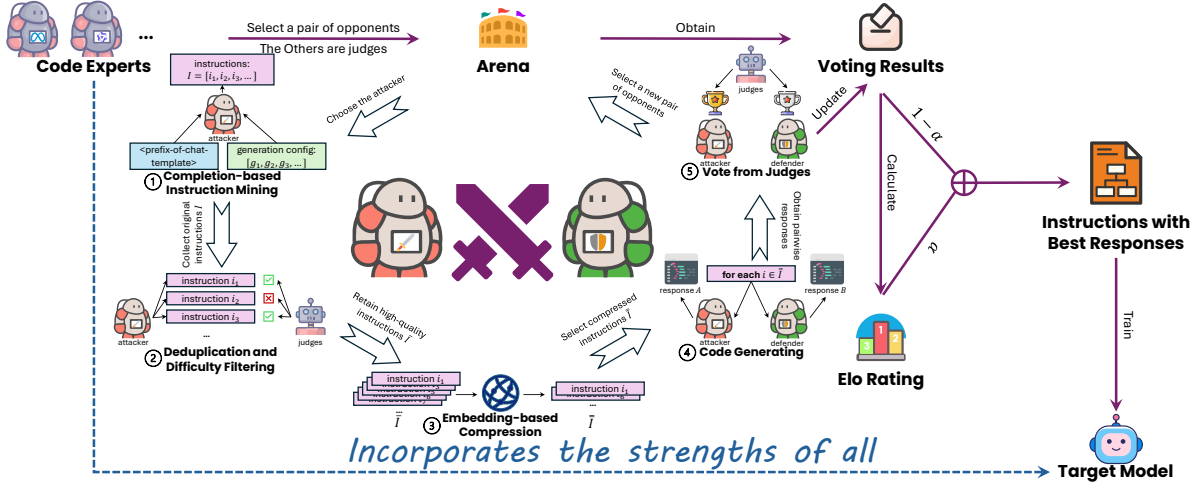 Code Experts
...
Select a pair of opponents
The Others are judges
Arena
Obtain
Voting Results
instructions:
I = [i₁, i₂, i₃, ...]
attacker
<prefix-of-chat-
template>
generation config:
[g₁, g₂, g₃, ...]
① Completion-based
Instruction Mining
Choose the attacker
Collect original
instructions I
instruction i₁
instruction i₂
instruction i₃
...
attacker
judges
② Deduplication and
Difficulty Filtering
Retain high-quality
instructions Ī
instruction i₁
...
③ Embedding-based
Compression
instruction i₁
...
Select compressed
instructions
for each i ∈
response A
response B
attacker
defender
④ Code Generating
Obtain pairwise
responses
judges
attacker
defender
⑤ Vote from Judges
Select a new pair
of opponents
Update
1 − α
Calculate
α
Elo Rating
3
1
2
Instructions with
Best Responses
Train
Target Model
Incorporates the strengths of all